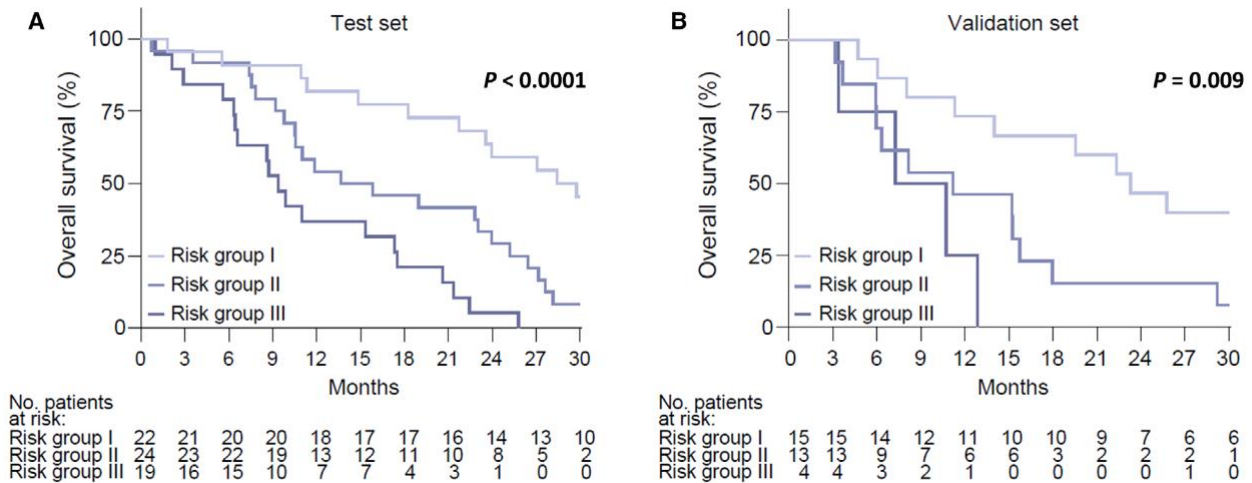 A
Test set
100
75
50
25
0
Overall survival (%)
P < 0.0001
Risk group I
Risk group II
Risk group III
0 3 6 9 12 15 18 21 24 27 30
Months
No. patients
at risk:
Risk group I 22 21 20 20 18 17 17 16 14 13 10
Risk group II 24 23 22 19 13 12 11 10 8 5 2
Risk group III 19 16 15 10 7 7 4 3 1 0 0
B
Validation set
100
75
50
25
0
Overall survival (%)
P = 0.009
Risk group I
Risk group II
Risk group III
0 3 6 9 12 15 18 21 24 27 30
Months
No. patients
at risk:
Risk group I 15 15 14 12 11 10 10 9 7 6 6
Risk group II 13 13 9 7 6 6 3 2 2 2 1
Risk group III 4 4 3 2 1 0 0 0 0 1 0